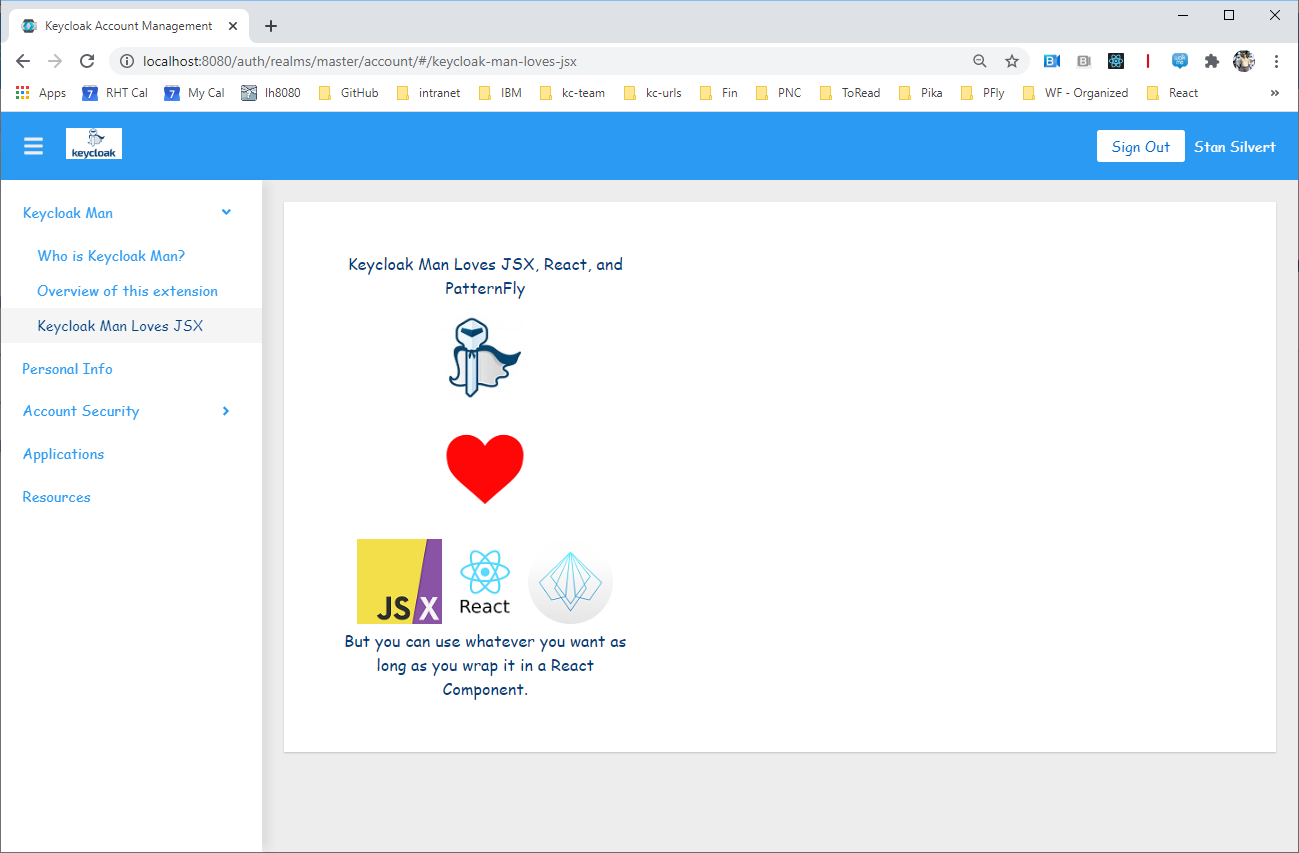 Keycloak Account Management
localhost:8080/auth/realms/master/account/#/keycloak-man-loves-jsx
Apps 7 RHT Cal 7 My Cal lh8080 GitHub intranet IBM kc-team kc-urls Fin PNC ToRead Pika PFly WF - Organized React »
keycloak Sign Out Stan Silvert
Keycloak Man
Who is Keycloak Man?
Overview of this extension
Keycloak Man Loves JSX
Personal Info
Account Security
Applications
Resources
Keycloak Man Loves JSX, React, and
PatternFly
JSX React
But you can use whatever you want as
long as you wrap it in a React
Component.